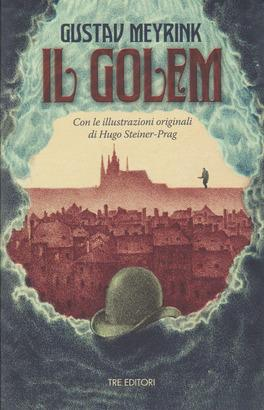 GUSTAV MEYRINK
IL GOLEM
Con le illustrazioni originali
di Hugo Steiner-Prag
TRE EDITORI